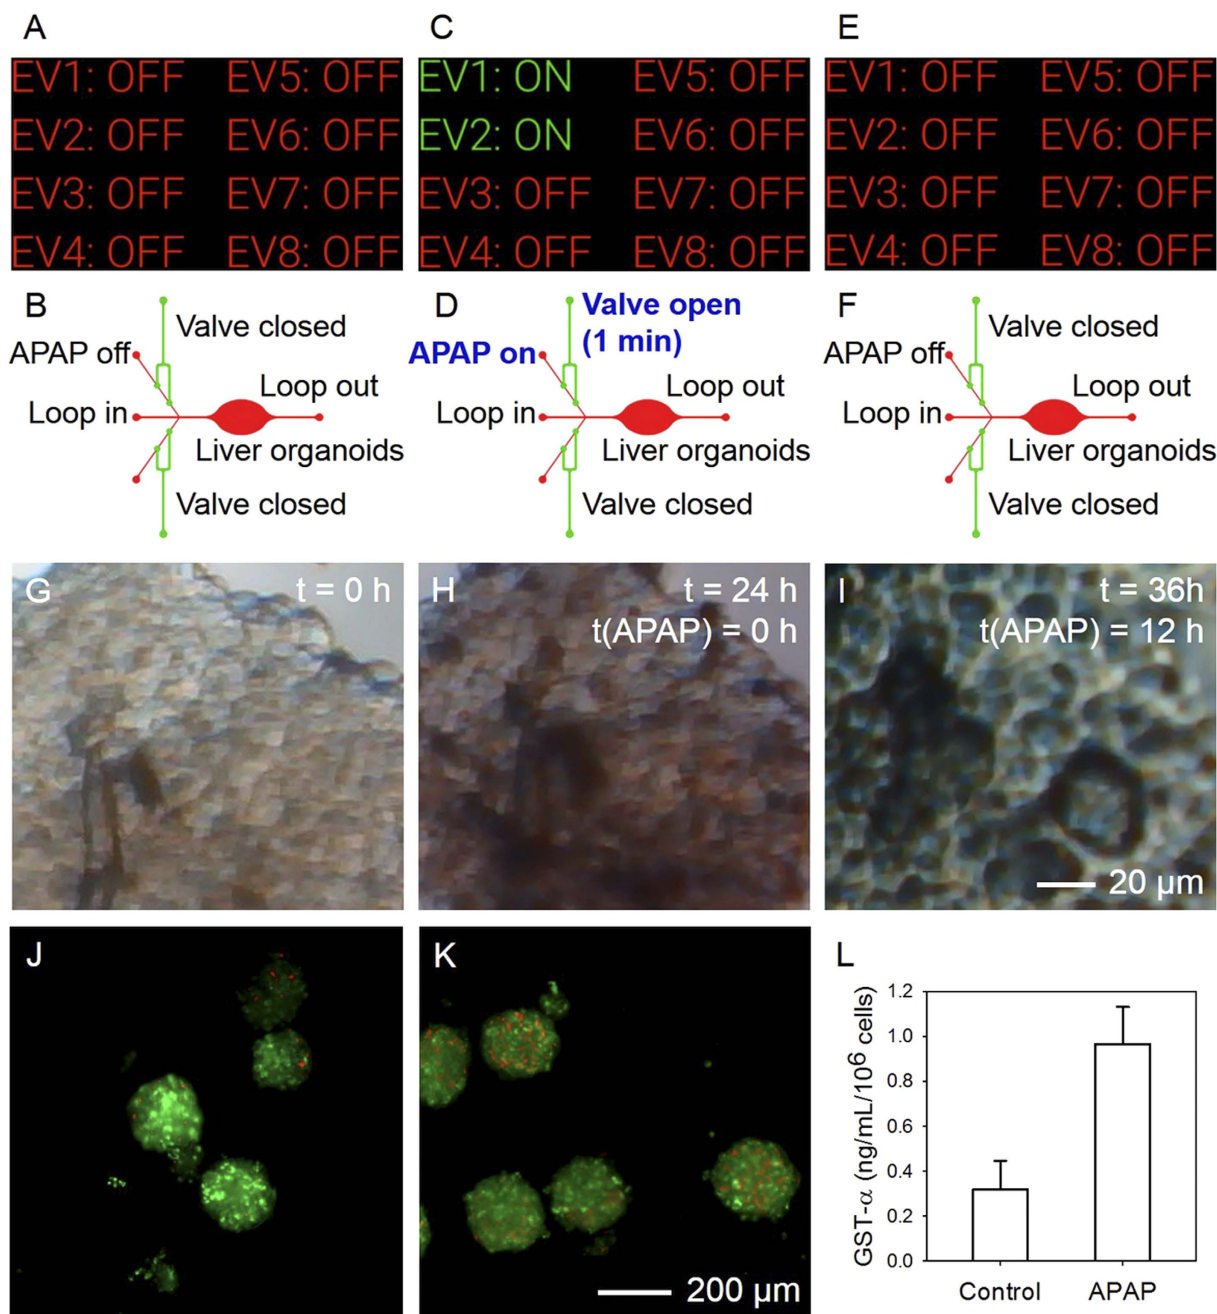 A
EV1: OFF EV5: OFF
EV2: OFF EV6: OFF
EV3: OFF EV7: OFF
EV4: OFF EV8: OFF
C
EV1: ON EV5: OFF
EV2: ON EV6: OFF
EV3: OFF EV7: OFF
EV4: OFF EV8: OFF
E
EV1: OFF EV5: OFF
EV2: OFF EV6: OFF
EV3: OFF EV7: OFF
EV4: OFF EV8: OFF
B
Valve closed
APAP off
Loop out
Loop in
Liver organoids
Valve closed
D
Valve open
(1 min)
APAP on
Loop out
Loop in
Liver organoids
Valve closed
F
Valve closed
APAP off
Loop out
Loop in
Liver organoids
Valve closed
G
t = 0 h
H
t = 24 h
t(APAP) = 0 h
I
t = 36h
t(APAP) = 12 h
20 µm
J
K
200 µm
L
GST-α (ng/mL/10⁶ cells)
1.2
1.0
0.8
0.6
0.4
0.2
0.0
Control APAP